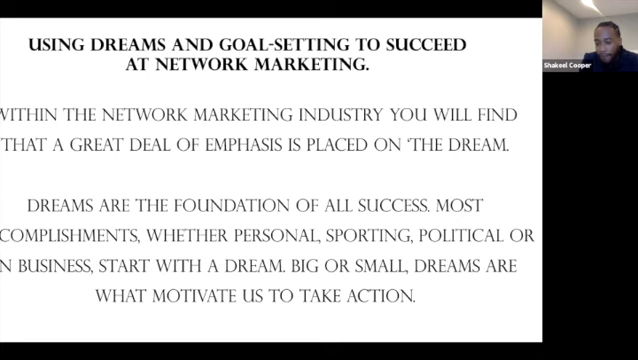 USING DREAMS AND GOAL-SETTING TO SUCCEED
AT NETWORK MARKETING.
WITHIN THE NETWORK MARKETING INDUSTRY YOU WILL FIND
THAT A GREAT DEAL OF EMPHASIS IS PLACED ON 'THE DREAM.
DREAMS ARE THE FOUNDATION OF ALL SUCCESS. MOST
COMPLISHMENTS, WHETHER PERSONAL, SPORTING, POLITICAL OR
N BUSINESS, START WITH A DREAM. BIG OR SMALL, DREAMS ARE
WHAT MOTIVATE US TO TAKE ACTION.
Shakeel Cooper